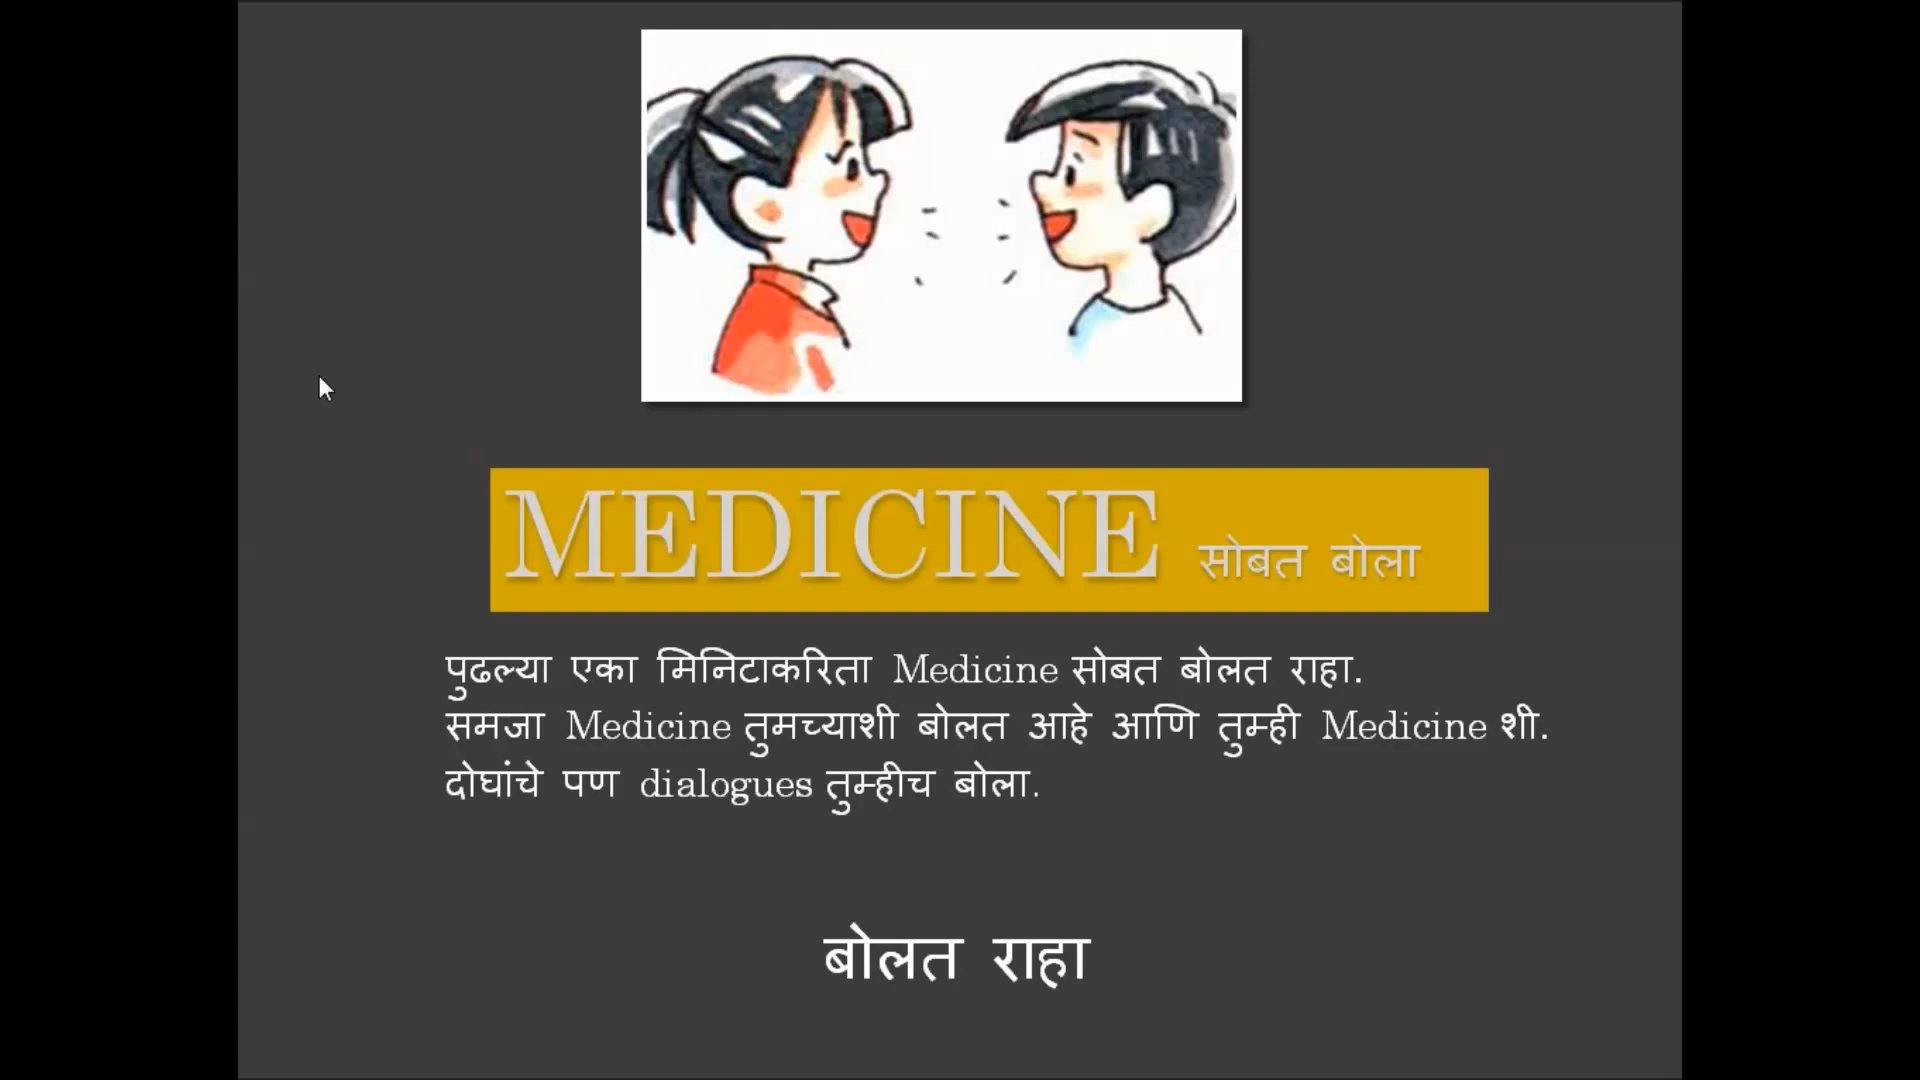 MEDICINE सोबत बोला
पुढल्या एका मिनिटाकरिता Medicine सोबत बोलत राहा.
समजा Medicine तुमच्याशी बोलत आहे आणि तुम्ही Medicine शी.
दोघांचे पण dialogues तुम्हीच बोला.
बोलत राहा